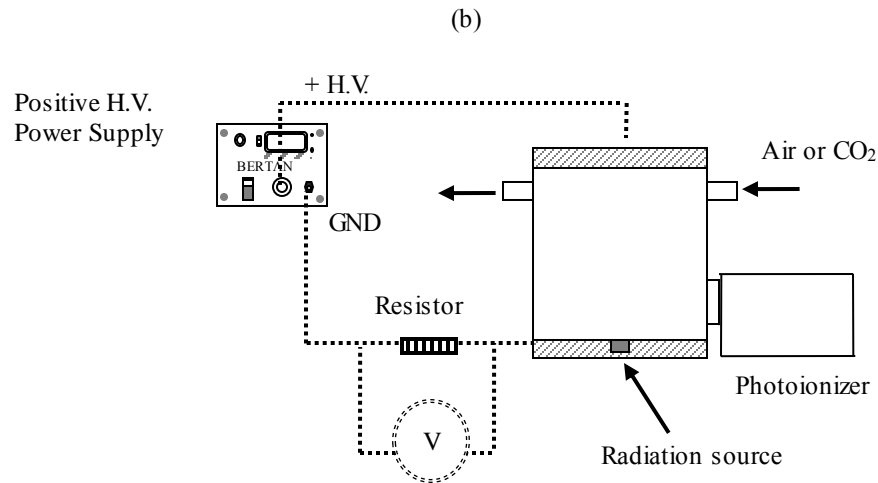 (b)
+ H.V.
Positive H.V.
Power Supply
Air or CO₂
BERTAN
GND
Resistor
Photoionizer
V
Radiation source